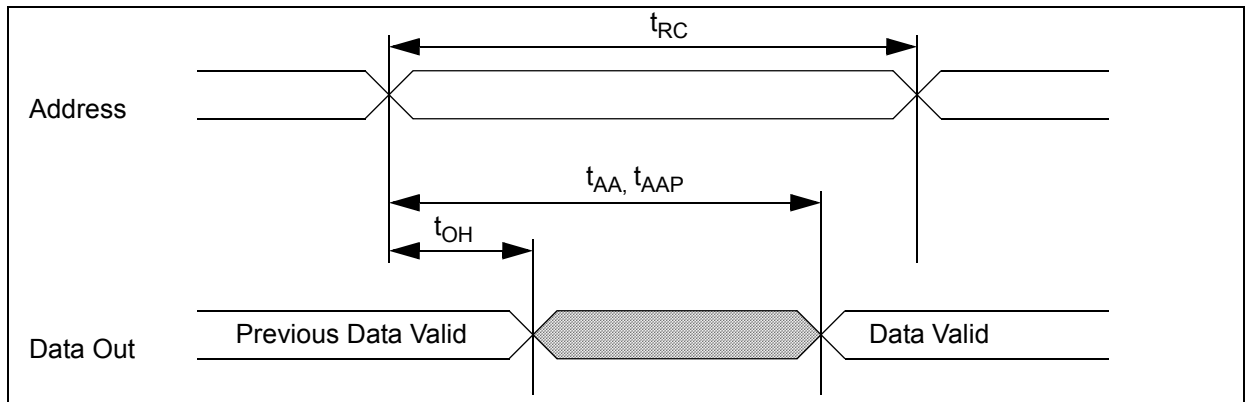 tRC
Address
tAA, tAAP
tOH
Previous Data Valid
Data Valid
Data Out